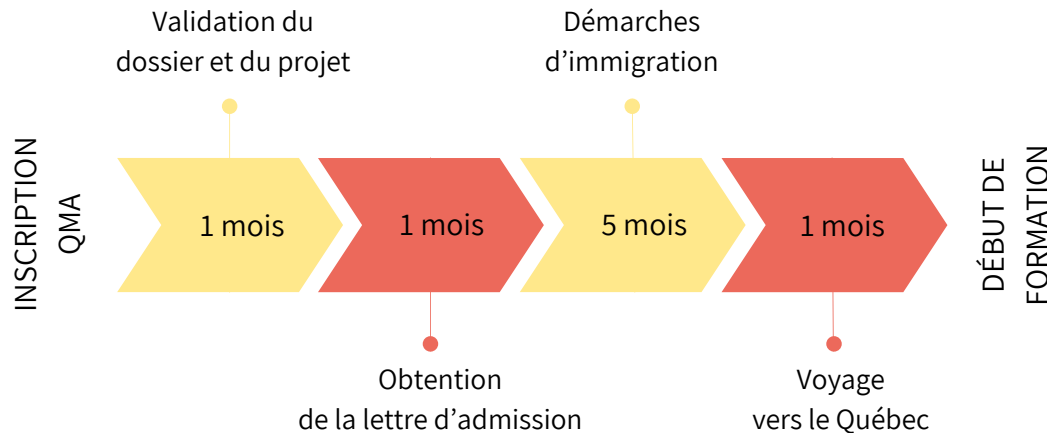 INSCRIPTION
QMA
Validation du
dossier et du projet
1 mois
1 mois
Obtention
de la lettre d’admission
Démarches
d’immigration
5 mois
1 mois
Voyage
vers le Québec
DÉBUT DE
FORMATION